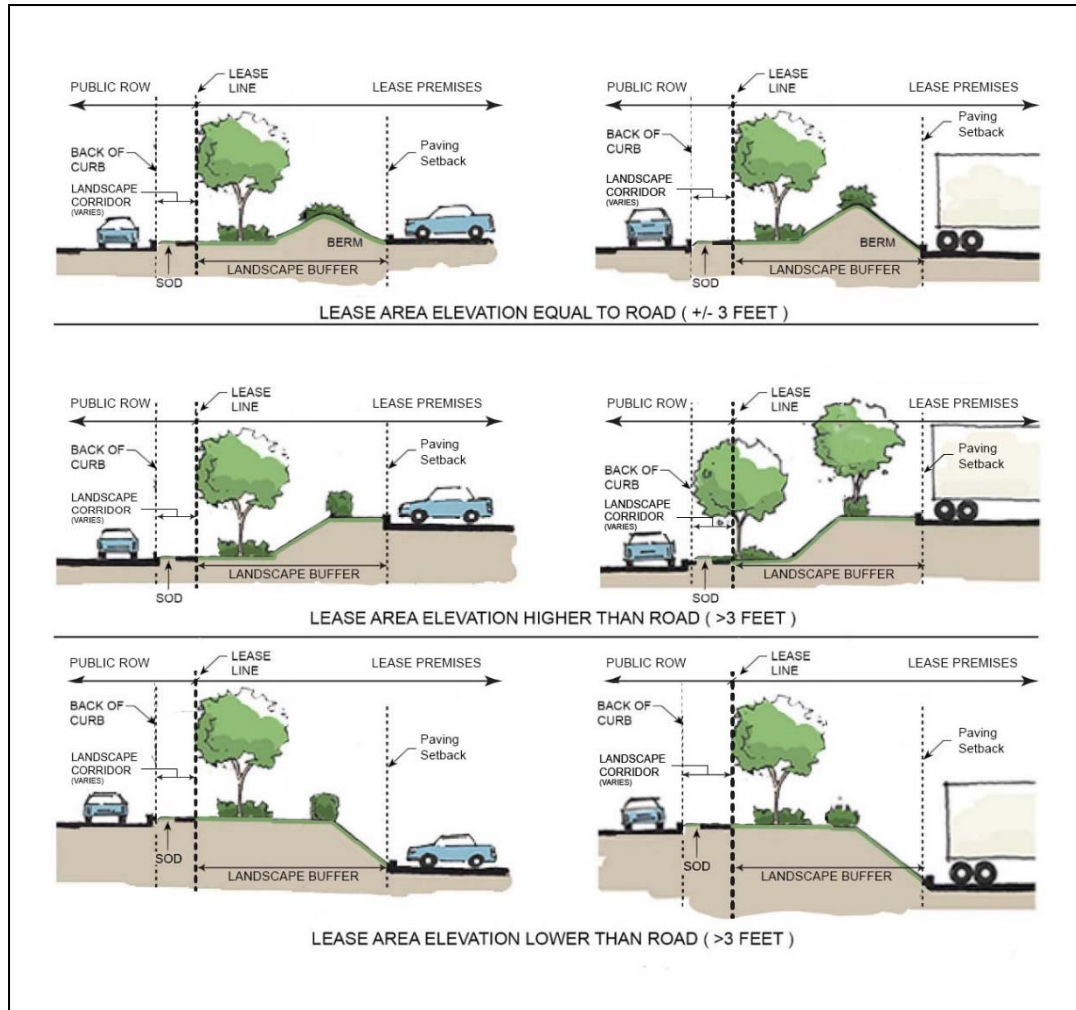 LEASE
LINE
PUBLIC ROW
LEASE PREMISES
BACK OF
CURB
Paving
Setback
LANDSCAPE
CORRIDOR
(VARIES)
BERM
LANDSCAPE BUFFER
SOD
LEASE
LINE
PUBLIC ROW
LEASE PREMISES
Paving
Setback
BACK OF
CURB
LANDSCAPE
CORRIDOR
(VARIES)
BERM
LANDSCAPE BUFFER
SOD
LEASE AREA ELEVATION EQUAL TO ROAD ( +/- 3 FEET )
LEASE
LINE
PUBLIC ROW
LEASE PREMISES
BACK OF
CURB
Paving
Setback
LANDSCAPE
CORRIDOR
(VARIES)
LANDSCAPE BUFFER
SOD
LEASE
LINE
PUBLIC ROW
LEASE PREMISES
Paving
Setback
BACK OF
CURB
LANDSCAPE
CORRIDOR
(VARIES)
LANDSCAPE BUFFER
SOD
LEASE AREA ELEVATION HIGHER THAN ROAD ( >3 FEET )
LEASE
LINE
PUBLIC ROW
LEASE PREMISES
BACK OF
CURB
Paving
Setback
LANDSCAPE
CORRIDOR
(VARIES)
SOD
LANDSCAPE BUFFER
LEASE
LINE
PUBLIC ROW
LEASE PREMISES
BACK OF
CURB
Paving
Setback
LANDSCAPE
CORRIDOR
(VARIES)
SOD
LANDSCAPE BUFFER
LEASE AREA ELEVATION LOWER THAN ROAD ( >3 FEET )